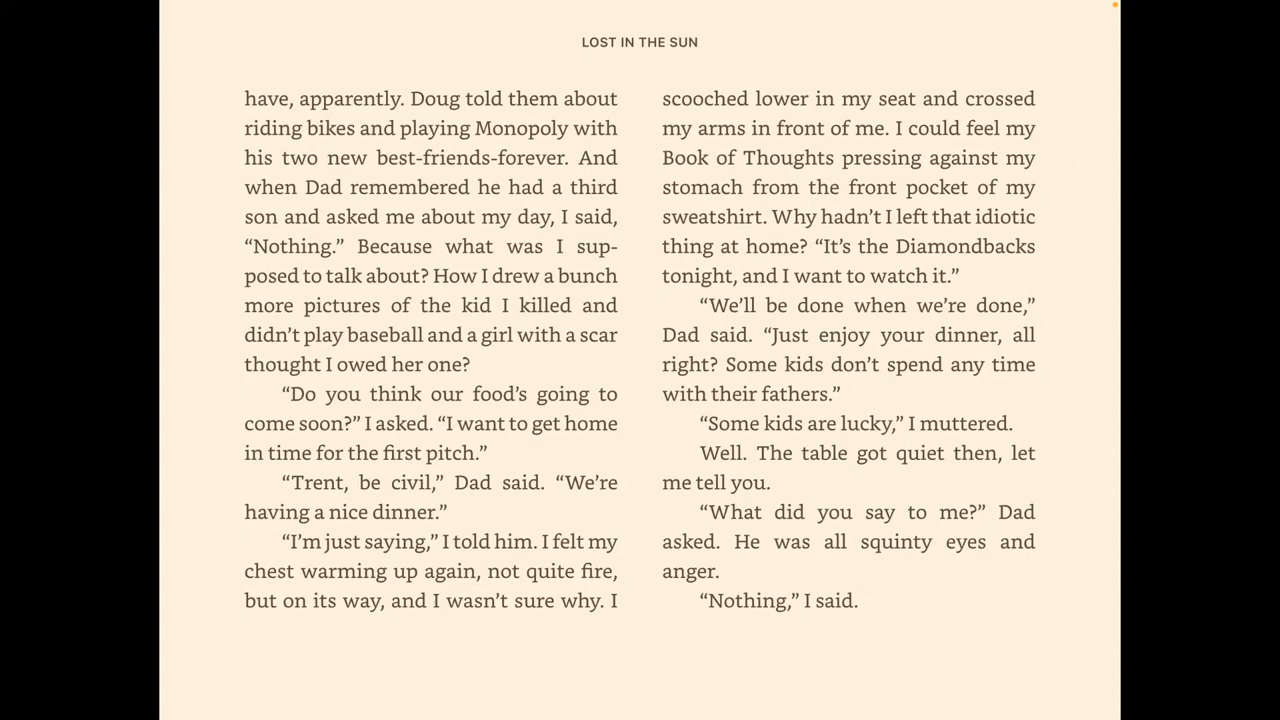 LOST IN THE SUN
have, apparently. Doug told them about
riding bikes and playing Monopoly with
his two new best-friends-forever. And
when Dad remembered he had a third
son and asked me about my day, I said,
“Nothing.” Because what was I sup-
posed to talk about? How I drew a bunch
more pictures of the kid I killed and
didn’t play baseball and a girl with a scar
thought I owed her one?
“Do you think our food’s going to
come soon?” I asked. “I want to get home
in time for the first pitch.”
“Trent, be civil,” Dad said. “We’re
having a nice dinner.”
“I’m just saying,” I told him. I felt my
chest warming up again, not quite fire,
but on its way, and I wasn’t sure why. I
scooched lower in my seat and crossed
my arms in front of me. I could feel my
Book of Thoughts pressing against my
stomach from the front pocket of my
sweatshirt. Why hadn’t I left that idiotic
thing at home? “It’s the Diamondbacks
tonight, and I want to watch it.”
“We’ll be done when we’re done,”
Dad said. “Just enjoy your dinner, all
right? Some kids don’t spend any time
with their fathers.”
“Some kids are lucky,” I muttered.
Well. The table got quiet then, let
me tell you.
“What did you say to me?” Dad
asked. He was all squinty eyes and
anger.
“Nothing,” I said.